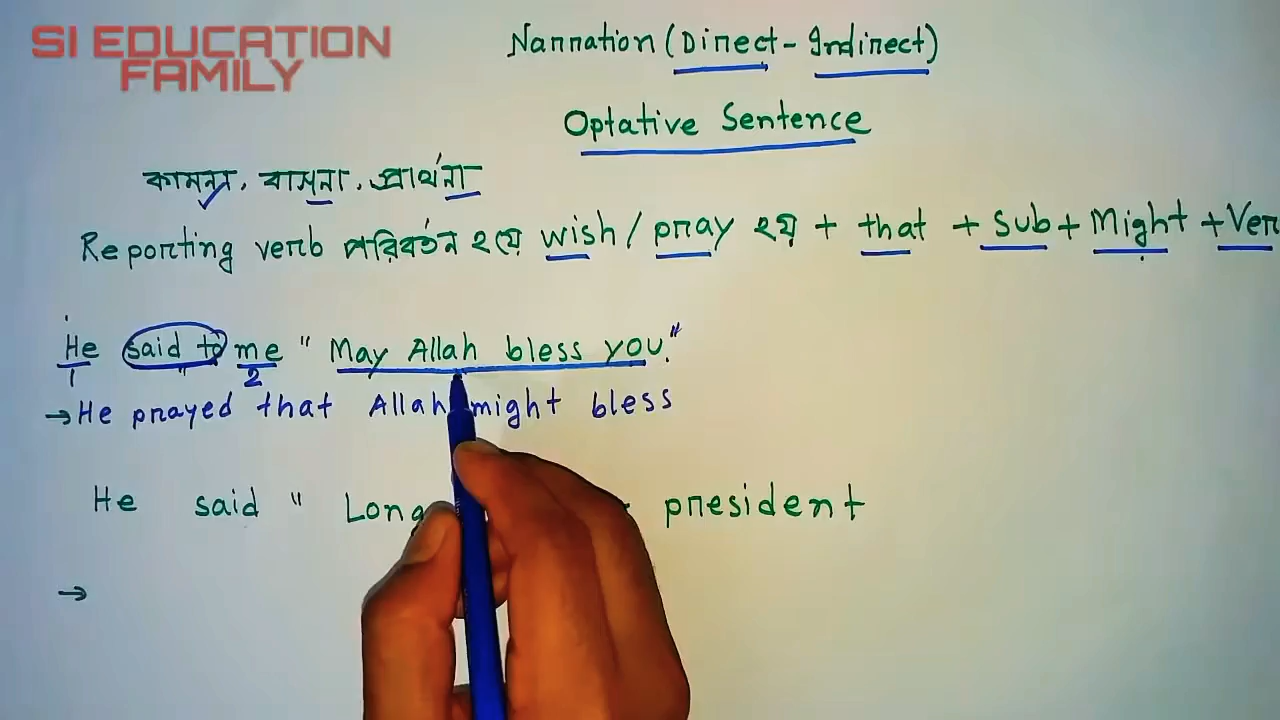 SI EDUCATION
FAMILY
Narration (Direct - Indirect)
Optative Sentence
কামনা, বাসনা, প্রার্থনা
Reporting verb পরিবর্তন হয়ে wish / pray হয় + that + Sub + Might + Ver
He said to me " May Allah bless you."
1 2
→ He prayed that Allah might bless
He said " Long president
→